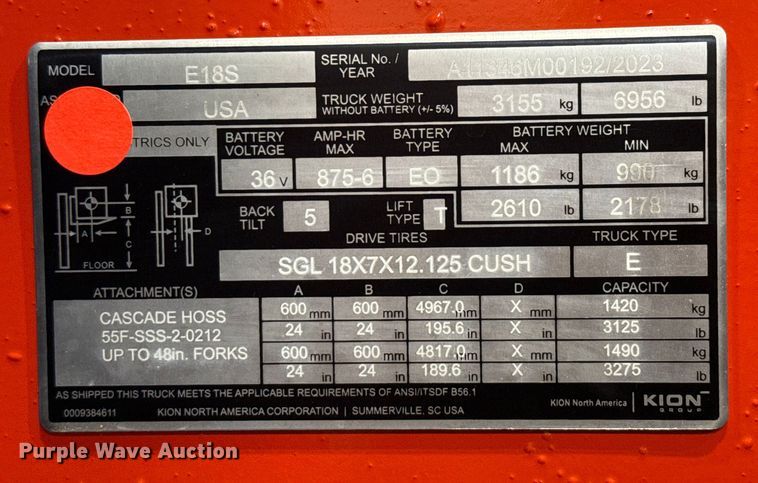 MODEL E18S SERIAL No. / YEAR /2023
USA TRUCK WEIGHT WITHOUT BATTERY (+/- 5%) 3155 kg 6956 lb
TRICS ONLY BATTERY VOLTAGE AMP-HR MAX BATTERY TYPE BATTERY WEIGHT
MAX MIN
36 V 875-6 EO 1186 kg 990 kg
BACK TILT 5 LIFT TYPE T 2610 lb 2178 lb
DRIVE TIRES TRUCK TYPE
SGL 18X7X12.125 CUSH E
A B C D
FLOOR
ATTACHMENT(S) A B C D CAPACITY
CASCADE HOSS 600 mm 600 mm 4967.0 mm X mm 1420 kg
55F-SSS-2-0212 24 in 24 in 195.6 in X in 3125 lb
UP TO 48in. FORKS 600 mm 600 mm 4817.0 mm X mm 1490 kg
24 in 24 in 189.6 in X in 3275 lb
AS SHIPPED THIS TRUCK MEETS THE APPLICABLE REQUIREMENTS OF ANSI/ITSDF B56.1
0009384611 KION NORTH AMERICA CORPORATION | SUMMERVILLE, SC USA
KION North America | KION GROUP
Purple Wave Auction